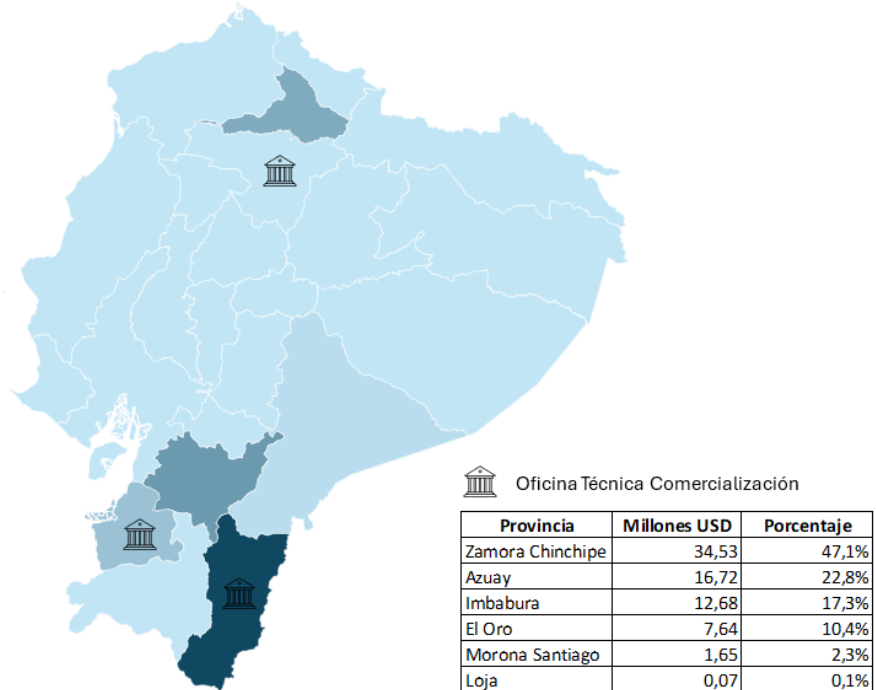 Oficina Técnica Comercialización
Provincia Millones USD Porcentaje
Zamora Chinchipe 34,53 47,1%
Azuay 16,72 22,8%
Imbabura 12,68 17,3%
El Oro 7,64 10,4%
Morona Santiago 1,65 2,3%
Loja 0,07 0,1%